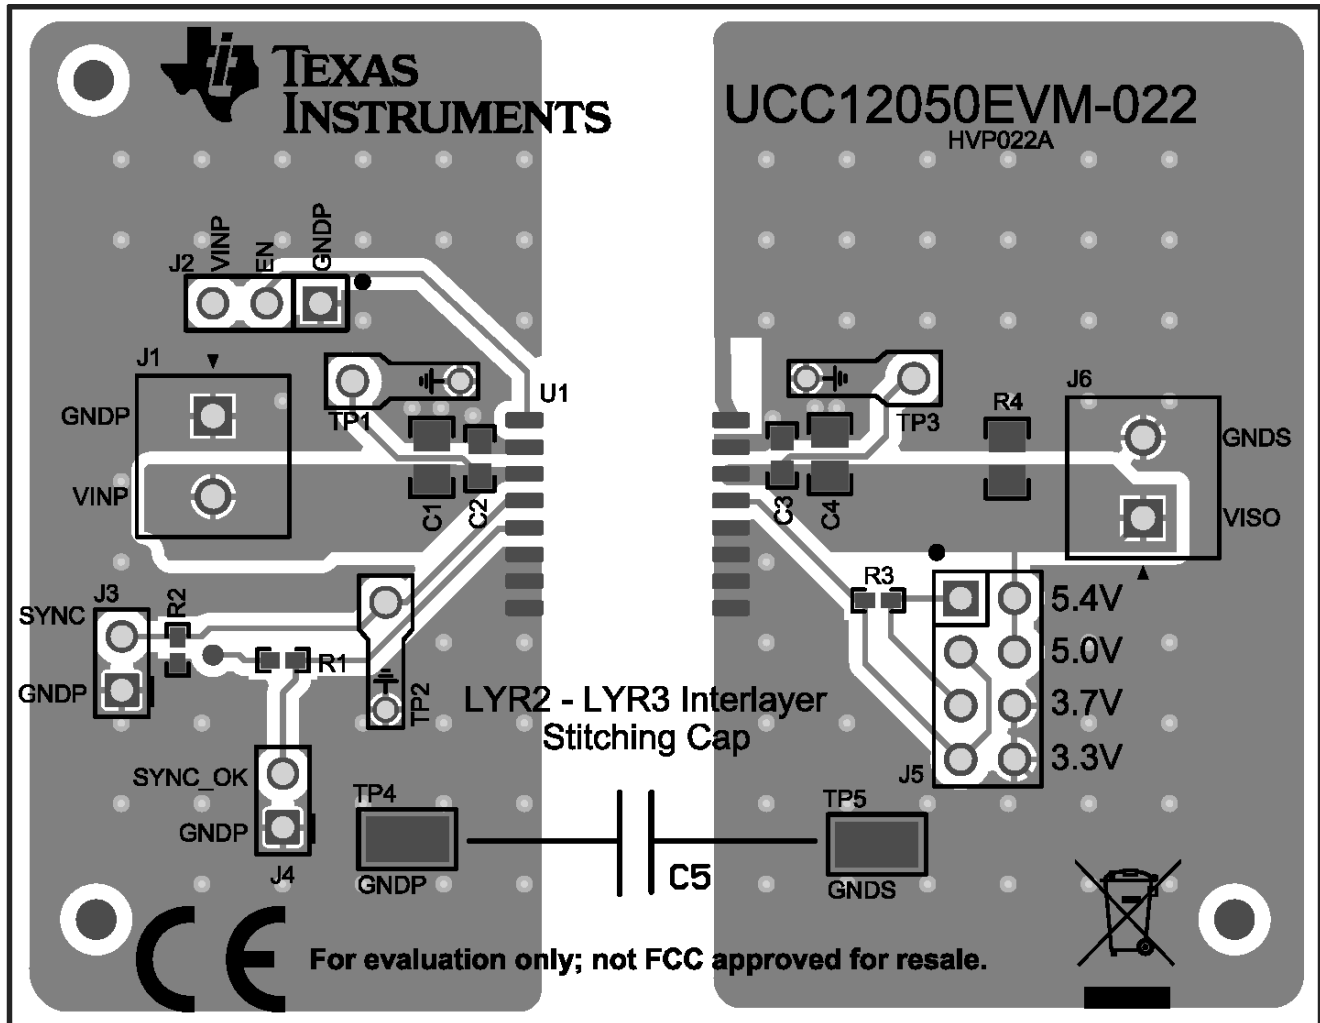 TEXAS
INSTRUMENTS
UCC12050EVM-022
HVP022A
J2
VINP
EN
GNDP
J1
GNDP
VINP
TP1
C1
C2
U1
TP3
C3
C4
R4
J6
GNDS
VISO
J3
SYNC
GNDP
R2
R1
TP2
R3
5.4V
5.0V
3.7V
3.3V
J5
LYR2 - LYR3 Interlayer
Stitching Cap
SYNC_OK
GNDP
J4
TP4
GNDP
C5
TP5
GNDS
CE
For evaluation only; not FCC approved for resale.